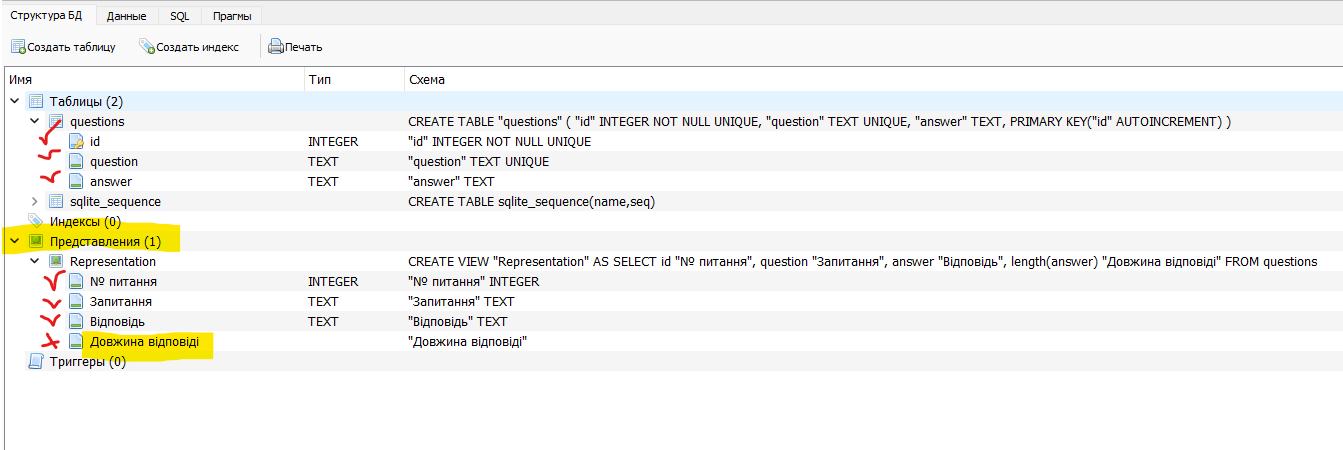 Структура БД Данные SQL Прагмы
Создать таблицу Создать индекс Печать
Имя Тип Схема
Таблицы (2)
questions CREATE TABLE "questions" ( "id" INTEGER NOT NULL UNIQUE, "question" TEXT UNIQUE, "answer" TEXT, PRIMARY KEY("id" AUTOINCREMENT) )
id INTEGER "id" INTEGER NOT NULL UNIQUE
question TEXT "question" TEXT UNIQUE
answer TEXT "answer" TEXT
sqlite_sequence CREATE TABLE sqlite_sequence(name,seq)
Индексы (0)
Представления (1)
Representation CREATE VIEW "Representation" AS SELECT id "№ питання", question "Запитання", answer "Відповідь", length(answer) "Довжина відповіді" FROM questions
№ питання INTEGER "№ питання" INTEGER
Запитання TEXT "Запитання" TEXT
Відповідь TEXT "Відповідь" TEXT
Довжина відповіді "Довжина відповіді"
Триггеры (0)